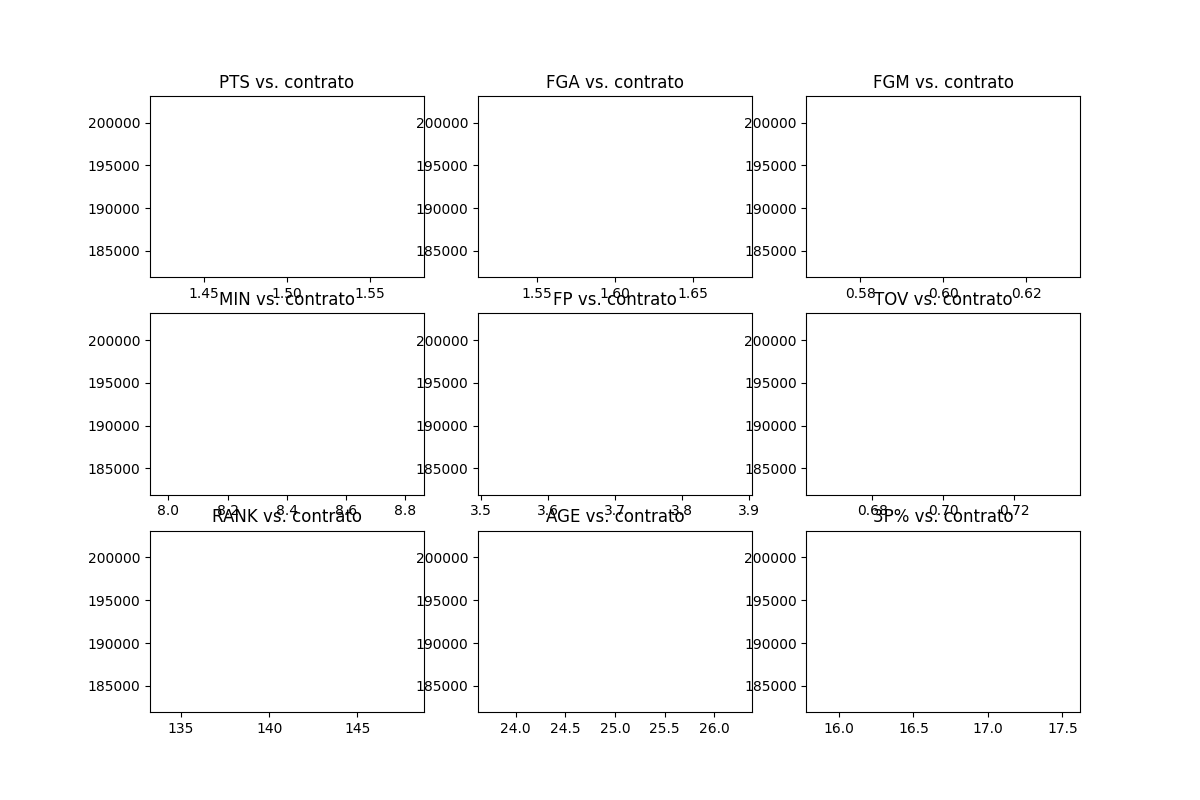 PTS vs. contrato
FGA vs. contrato
FGM vs. contrato
200000
195000
190000
185000
200000
195000
190000
185000
200000
195000
190000
185000
1.45 1.50 1.55
1.55 1.60 1.65
0.58 0.60 0.62
MIN vs. contrato
FP vs. contrato
TOV vs. contrato
200000
195000
190000
185000
200000
195000
190000
185000
200000
195000
190000
185000
8.0 8.2 8.4 8.6 8.8
3.5 3.6 3.7 3.8 3.9
0.68 0.70 0.72
RANK vs. contrato
AGE vs. contrato
3P% vs. contrato
200000
195000
190000
185000
200000
195000
190000
185000
200000
195000
190000
185000
135 140 145
24.0 24.5 25.0 25.5 26.0
16.0 16.5 17.0 17.5